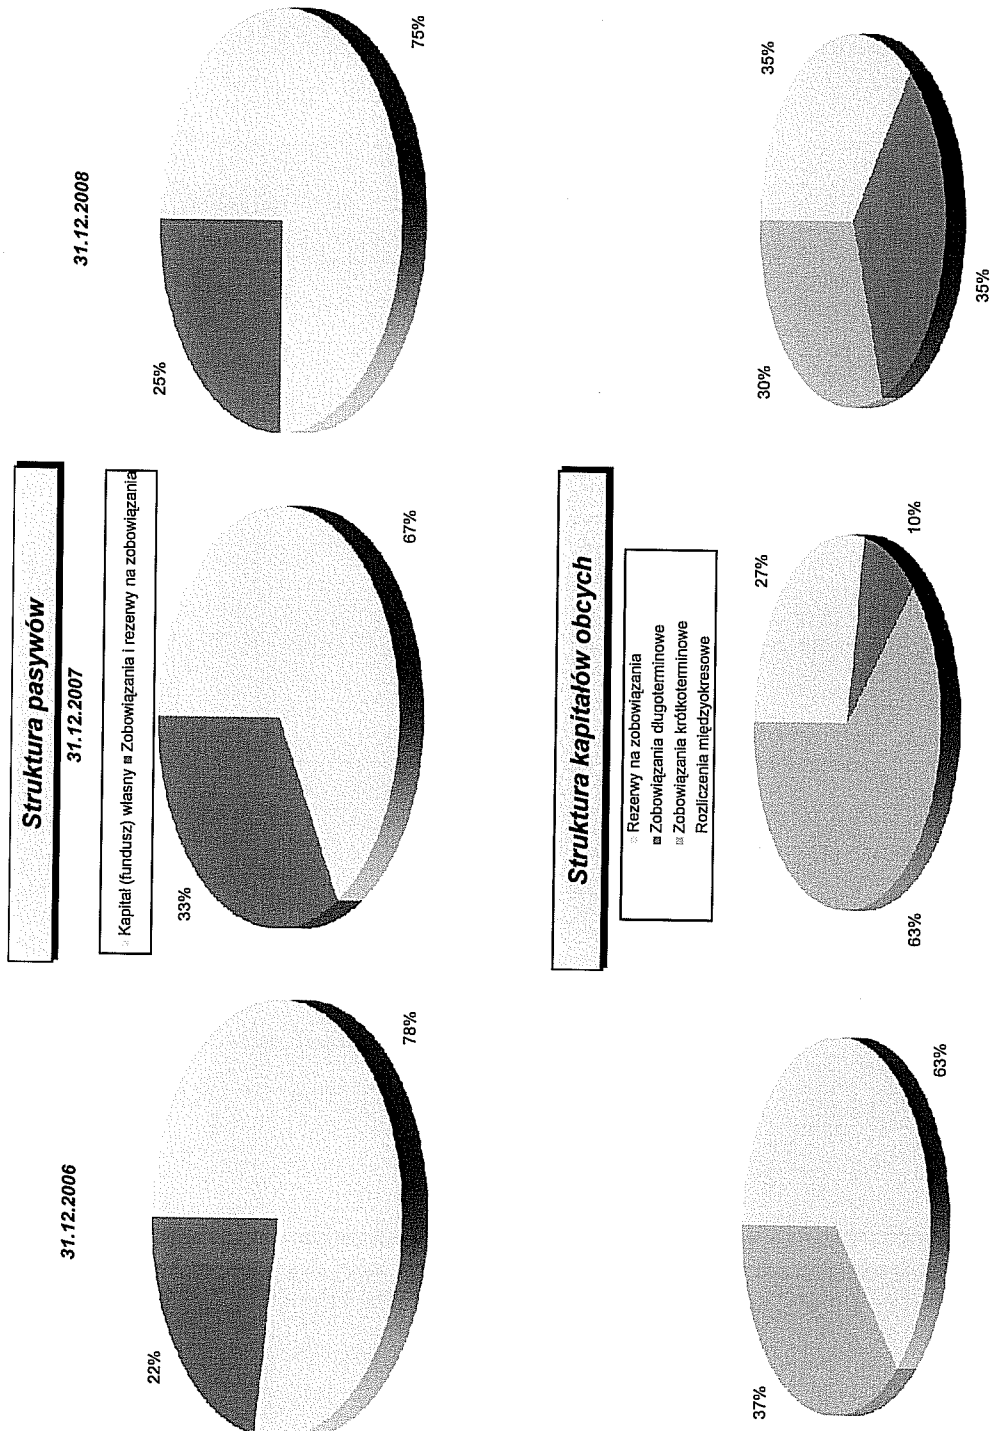 Struktura pasywów
31.12.2006
31.12.2007
31.12.2008
Kapitał (fundusz) własny Zobowiązania i rezerwy na zobowiązania
22%
78%
33%
67%
25%
75%
Struktura kapitałów obcych
Rezerwy na zobowiązania
Zobowiązania długoterminowe
Zobowiązania krótkoterminowe
Rozliczenia międzyokresowe
37%
63%
63%
27%
10%
30%
35%
35%